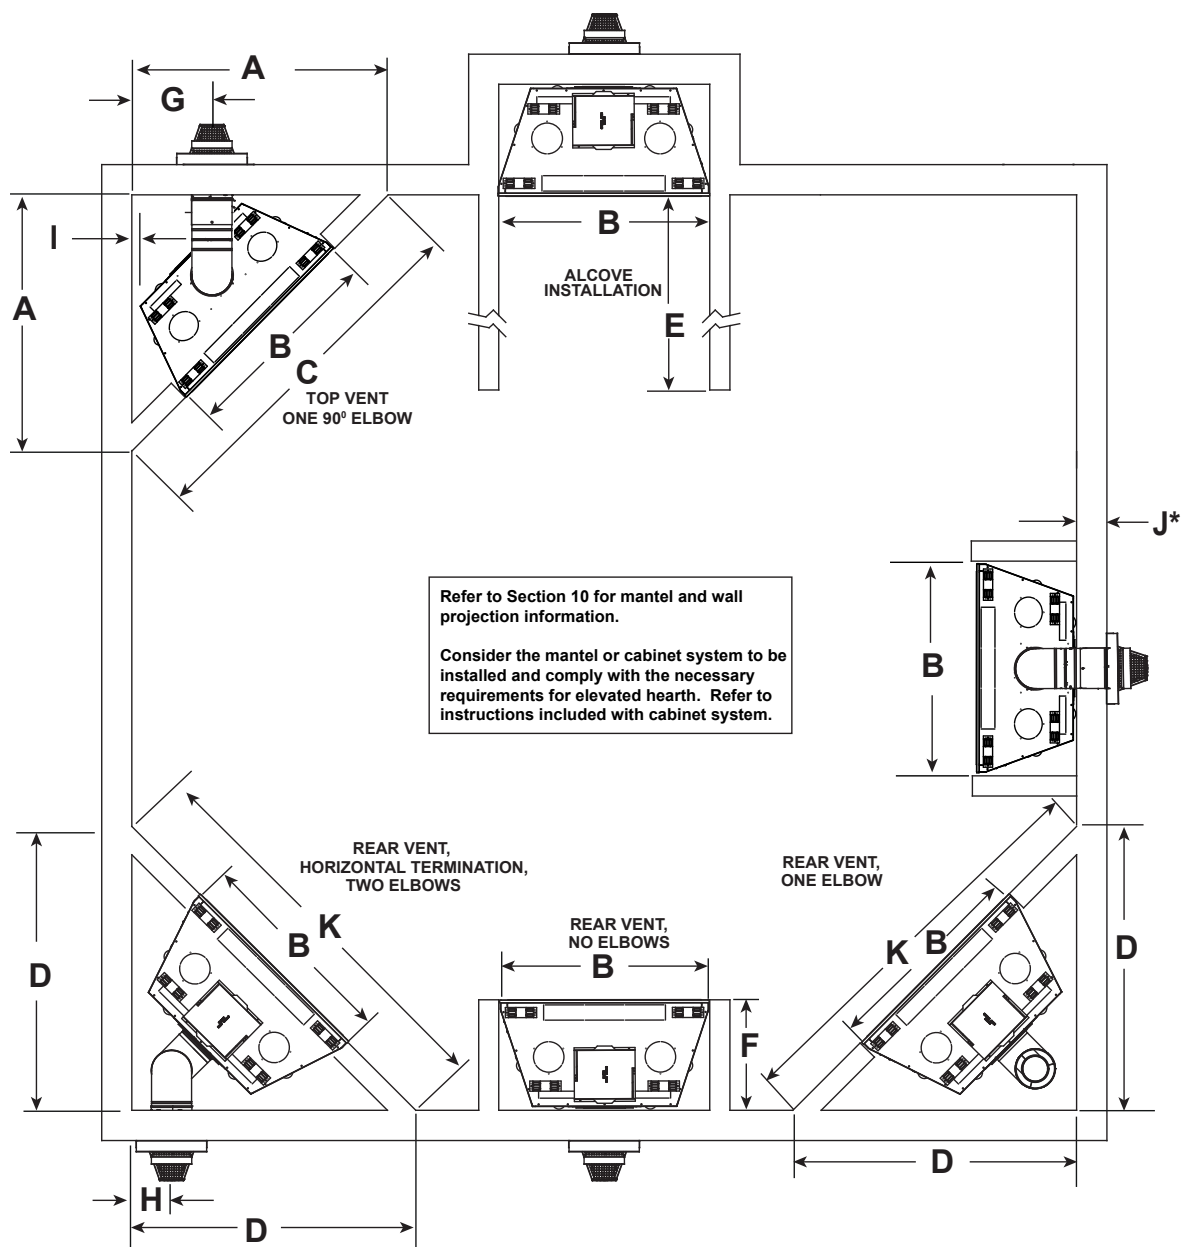 A
G
I
A
B
C
TOP VENT
ONE 90⁰ ELBOW
B
ALCOVE
INSTALLATION
E
J*
Refer to Section 10 for mantel and wall
projection information.
Consider the mantel or cabinet system to be
installed and comply with the necessary
requirements for elevated hearth.  Refer to
instructions included with cabinet system.
B
REAR VENT,
HORIZONTAL TERMINATION,
TWO ELBOWS
K
B
D
H
D
REAR VENT,
NO ELBOWS
B
F
REAR VENT,
ONE ELBOW
K
B
D
D